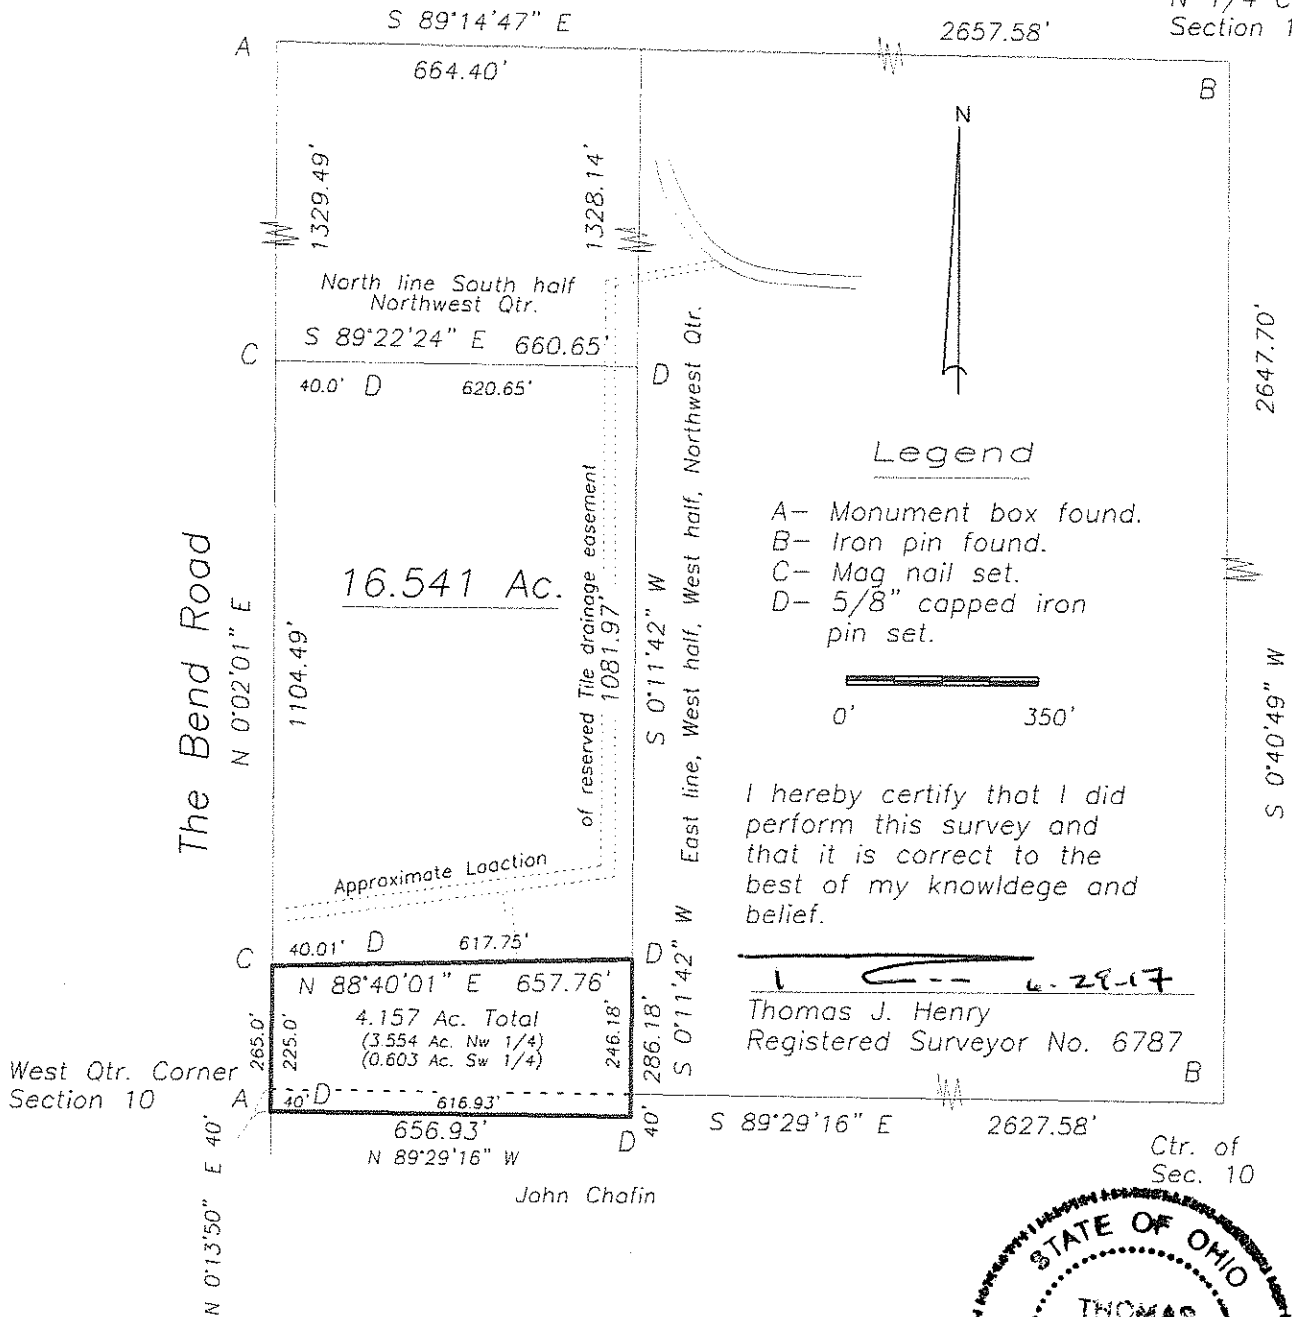 N 1/4
Section 1
S 89°14'47" E
2657.58'
A
664.40'
B
N
1329.49'
1328.14'
North line South half
Northwest Qtr.
S 89°22'24" E 660.65'
C
D
40.0' D 620.65'
2647.70'
Legend
A- Monument box found.
B- Iron pin found.
C- Mag nail set.
D- 5/8" capped iron
pin set.
0' 350'
The Bend Road
N 0°02'01" E
1104.49'
16.541 Ac.
of reserved Tile drainage easement
1081.97'
S 0°11'42" W
East line, West half, West half, Northwest Qtr.
S 0°40'49" W
I hereby certify that I did
perform this survey and
that it is correct to the
best of my knowldege and
belief.
Approximate Loaction
C
40.01' D 617.75'
D
N 88°40'01" E 657.76'
4.157 Ac. Total
(3.554 Ac. Nw 1/4)
(0.603 Ac. Sw 1/4)
265.0'
225.0'
246.18'
286.18'
S 0°11'42" W
Thomas J. Henry
Registered Surveyor No. 6787
B
West Qtr. Corner
Section 10
A
40' D 616.93'
40'
656.93'
N 89°29'16" W
D
S 89°29'16" E
2627.58'
Ctr. of
Sec. 10
N 0°13'50" E 40'
John Chafin
STATE OF OHIO
THOMAS